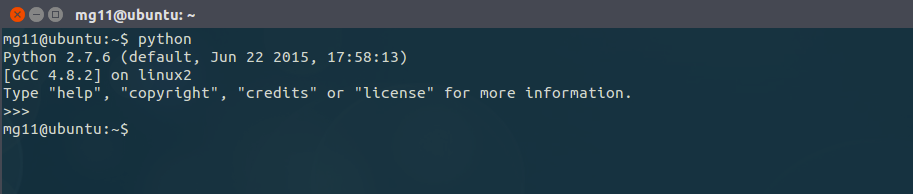 mg11@ubuntu: ~
mg11@ubuntu:~$ python
Python 2.7.6 (default, Jun 22 2015, 17:58:13)
[GCC 4.8.2] on linux2
Type "help", "copyright", "credits" or "license" for more information.
>>>
mg11@ubuntu:~$